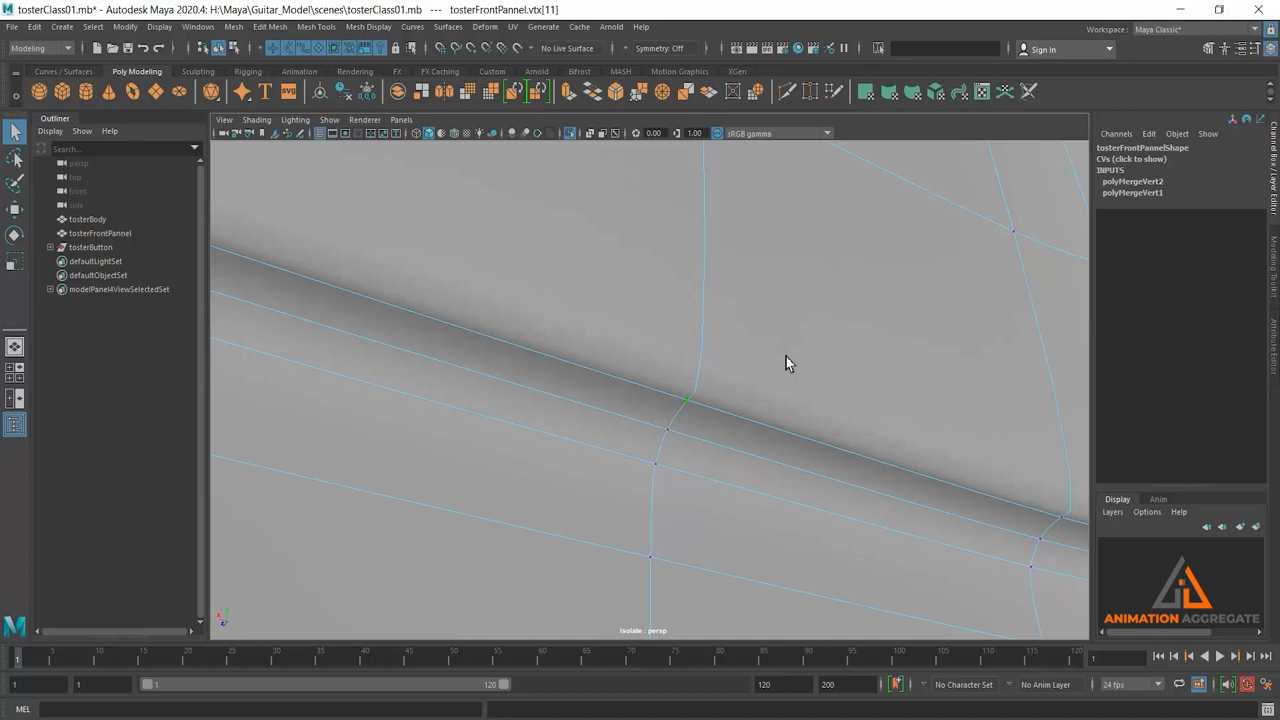 tosterClass01.mb* - Autodesk Maya 2020.4: H:\Maya\Guitar_Model\scenes\tosterClass01.mb --- tosterFrontPannel.vtx[11]
File Edit Create Select Modify Display Windows Mesh Edit Mesh Mesh Tools Mesh Display Curves Surfaces Deform UV Generate Cache Arnold Help
Workspace: Maya Classic*
Modeling No Live Surface Symmetry: Off Sign In
Curves / Surfaces Poly Modeling Sculpting Rigging Animation Rendering FX FX Caching Custom Arnold Bifrost MASH Motion Graphics XGen
Outliner
Display Show Help
Search...
persp
top
front
side
tosterBody
tosterFrontPannel
tosterButton
defaultLightSet
defaultObjectSet
modelPanel4ViewSelectedSet
View Shading Lighting Show Renderer Panels
0.00 1.00 sRGB gamma
Isolate : persp
Channels Edit Object Show
tosterFrontPannelShape
CVs (click to show)
INPUTS
polyMergeVert2
polyMergeVert1
Channel Box / Layer Editor
Modeling Toolkit
Attribute Editor
Display Anim
Layers Options Help
ANIMATION AGGREGATE
1 5 10 15 20 25 30 35 40 45 50 55 60 65 70 75 80 85 90 95 100 105 110 115 120 1
1 1 1 120 120 200 No Character Set No Anim Layer 24 fps
MEL